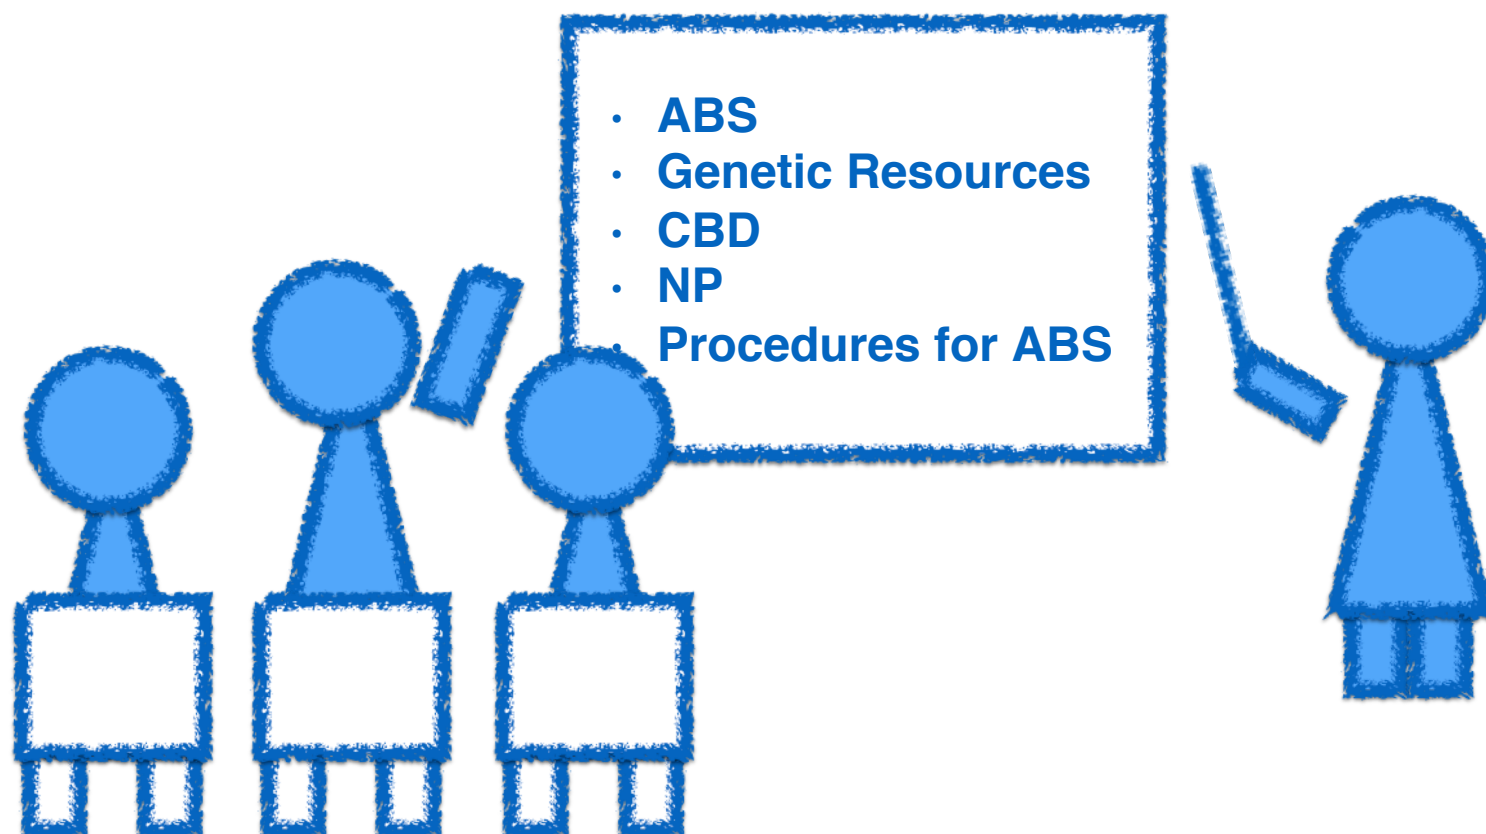 · ABS
· Genetic Resources
· CBD
· NP
· Procedures for ABS